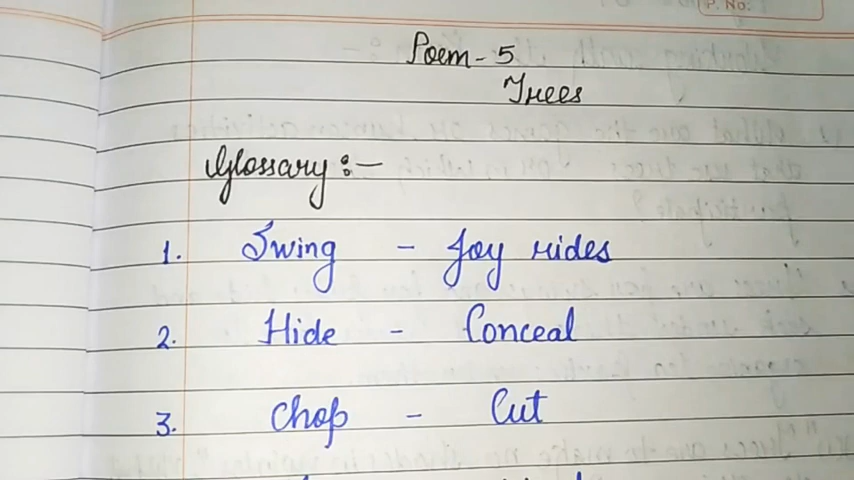 P. No:
Poem - 5
Trees
Glossary :-
1. Swing - Joy rides
2. Hide - Conceal
3. Chop - Cut